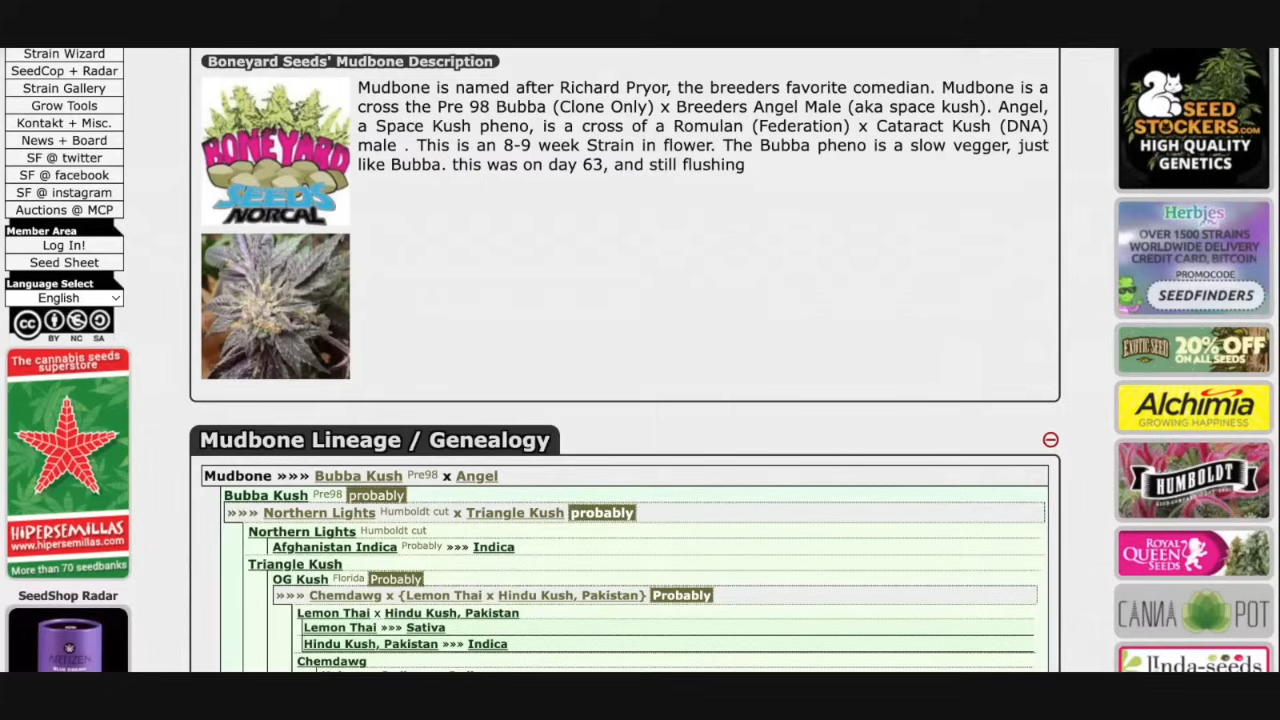 Strain Wizard
SeedCop + Radar
Strain Gallery
Grow Tools
Kontakt + Misc.
News + Board
SF @ twitter
SF @ facebook
SF @ instagram
Auctions @ MCP
Member Area
Log In!
Seed Sheet
Language Select
English
cc
BY NC SA
The cannabis seeds
superstore
HiPERSEMILLAS
www.hipersemillas.com
More than 70 seedbanks
SeedShop Radar
ARTIZEN
Boneyard Seeds' Mudbone Description
BONEYARD
SEEDS
NORCAL
Mudbone is named after Richard Pryor, the breeders favorite comedian. Mudbone is a
cross the Pre 98 Bubba (Clone Only) x Breeders Angel Male (aka space kush). Angel,
a Space Kush pheno, is a cross of a Romulan (Federation) x Cataract Kush (DNA)
male . This is an 8-9 week Strain in flower. The Bubba pheno is a slow vegger, just
like Bubba. this was on day 63, and still flushing
Mudbone Lineage / Genealogy
Mudbone »»» Bubba Kush Pre98 x Angel
Bubba Kush Pre98 probably
»»» Northern Lights Humboldt cut x Triangle Kush probably
Northern Lights Humboldt cut
Afghanistan Indica Probably »»» Indica
Triangle Kush
OG Kush Florida Probably
»»» Chemdawg x {Lemon Thai x Hindu Kush, Pakistan} Probably
Lemon Thai x Hindu Kush, Pakistan
Lemon Thai »»» Sativa
Hindu Kush, Pakistan »»» Indica
Chemdawg
SEED
STOCKERS.COM
HIGH QUALITY
GENETICS
Herbies
OVER 1500 STRAINS
WORLDWIDE DELIVERY
CREDIT CARD, BITCOIN
PROMOCODE
SEEDFINDER5
EXOTIC SEED
20% OFF
ON ALL SEEDS
Alchimia
GROWING HAPPINESS
HUMBOLDT
ROYAL
QUEEN
SEEDS
CANNA POT
linda-seeds